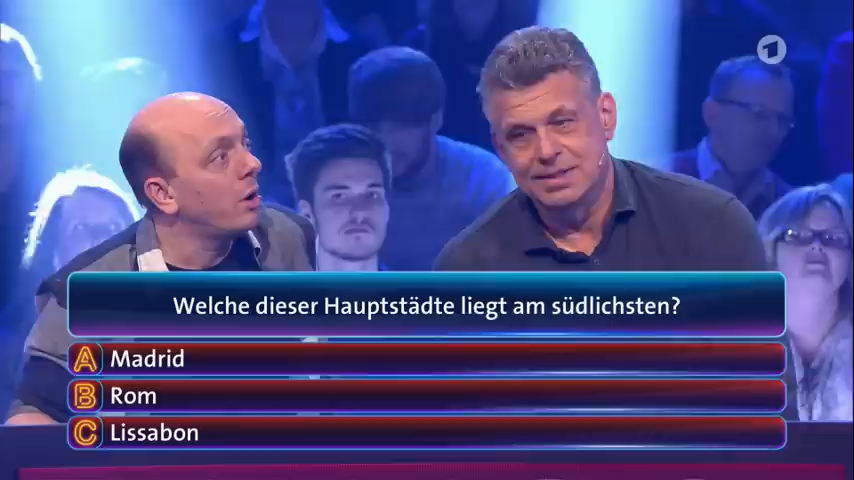 1
Welche dieser Hauptstädte liegt am südlichsten?
A Madrid
B Rom
C Lissabon